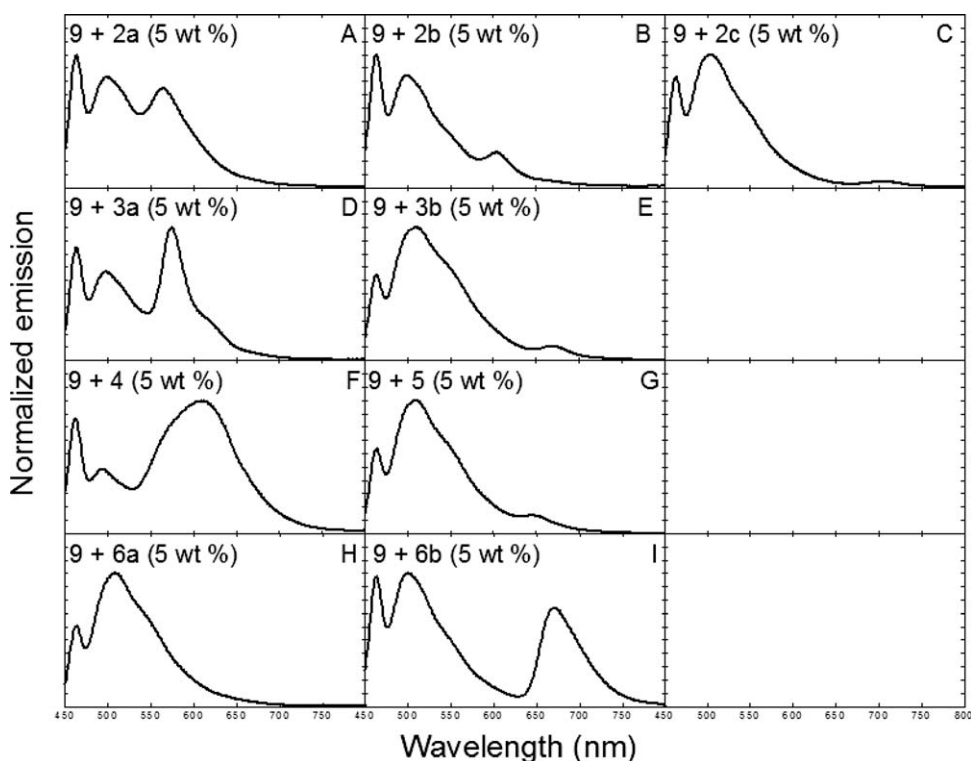 9 + 2a (5 wt %) A
9 + 2b (5 wt %) B
9 + 2c (5 wt %) C
9 + 3a (5 wt %) D
9 + 3b (5 wt %) E
9 + 4 (5 wt %) F
9 + 5 (5 wt %) G
9 + 6a (5 wt %) H
9 + 6b (5 wt %) I
Normalized emission
450 500 550 600 650 700 750 450 500 550 600 650 700 750 450 500 550 600 650 700 750 800
Wavelength (nm)